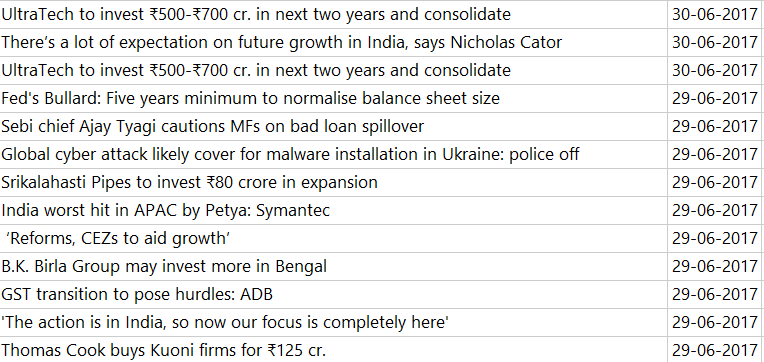 UltraTech to invest ₹500-₹700 cr. in next two years and consolidate 30-06-2017
There’s a lot of expectation on future growth in India, says Nicholas Cator 30-06-2017
UltraTech to invest ₹500-₹700 cr. in next two years and consolidate 30-06-2017
Fed's Bullard: Five years minimum to normalise balance sheet size 29-06-2017
Sebi chief Ajay Tyagi cautions MFs on bad loan spillover 29-06-2017
Global cyber attack likely cover for malware installation in Ukraine: police off 29-06-2017
Srikalahasti Pipes to invest ₹80 crore in expansion 29-06-2017
India worst hit in APAC by Petya: Symantec 29-06-2017
‘Reforms, CEZs to aid growth’ 29-06-2017
B.K. Birla Group may invest more in Bengal 29-06-2017
GST transition to pose hurdles: ADB 29-06-2017
'The action is in India, so now our focus is completely here' 29-06-2017
Thomas Cook buys Kuoni firms for ₹125 cr. 29-06-2017